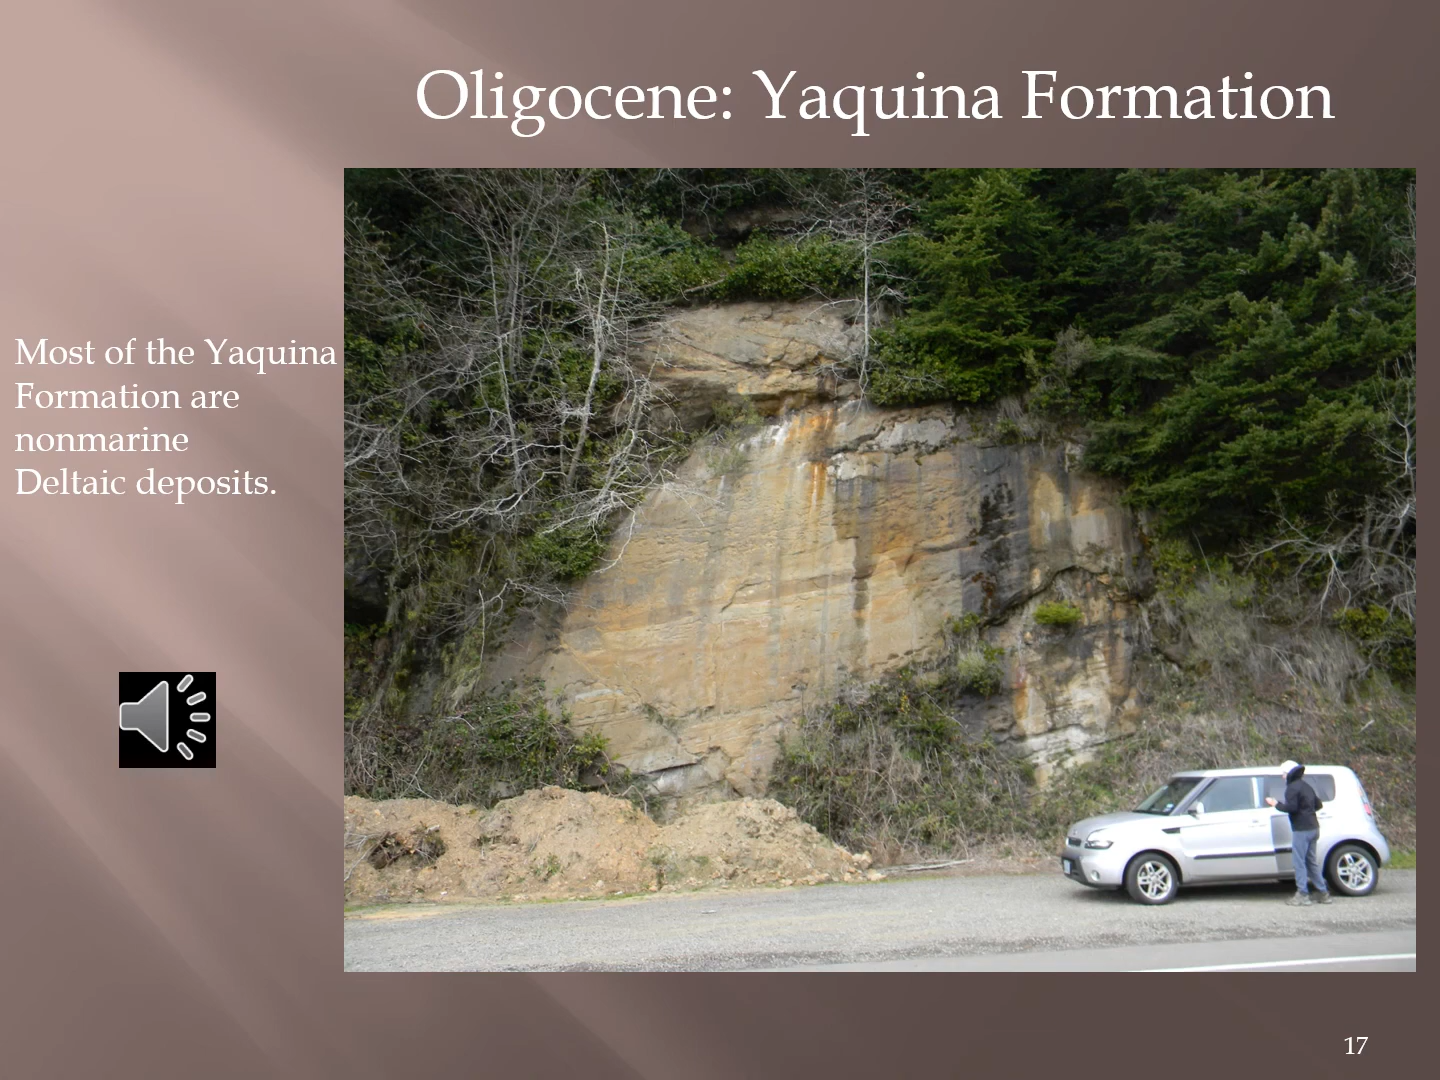 Oligocene: Yaquina Formation
Most of the Yaquina
Formation are
nonmarine
Deltaic deposits.
17